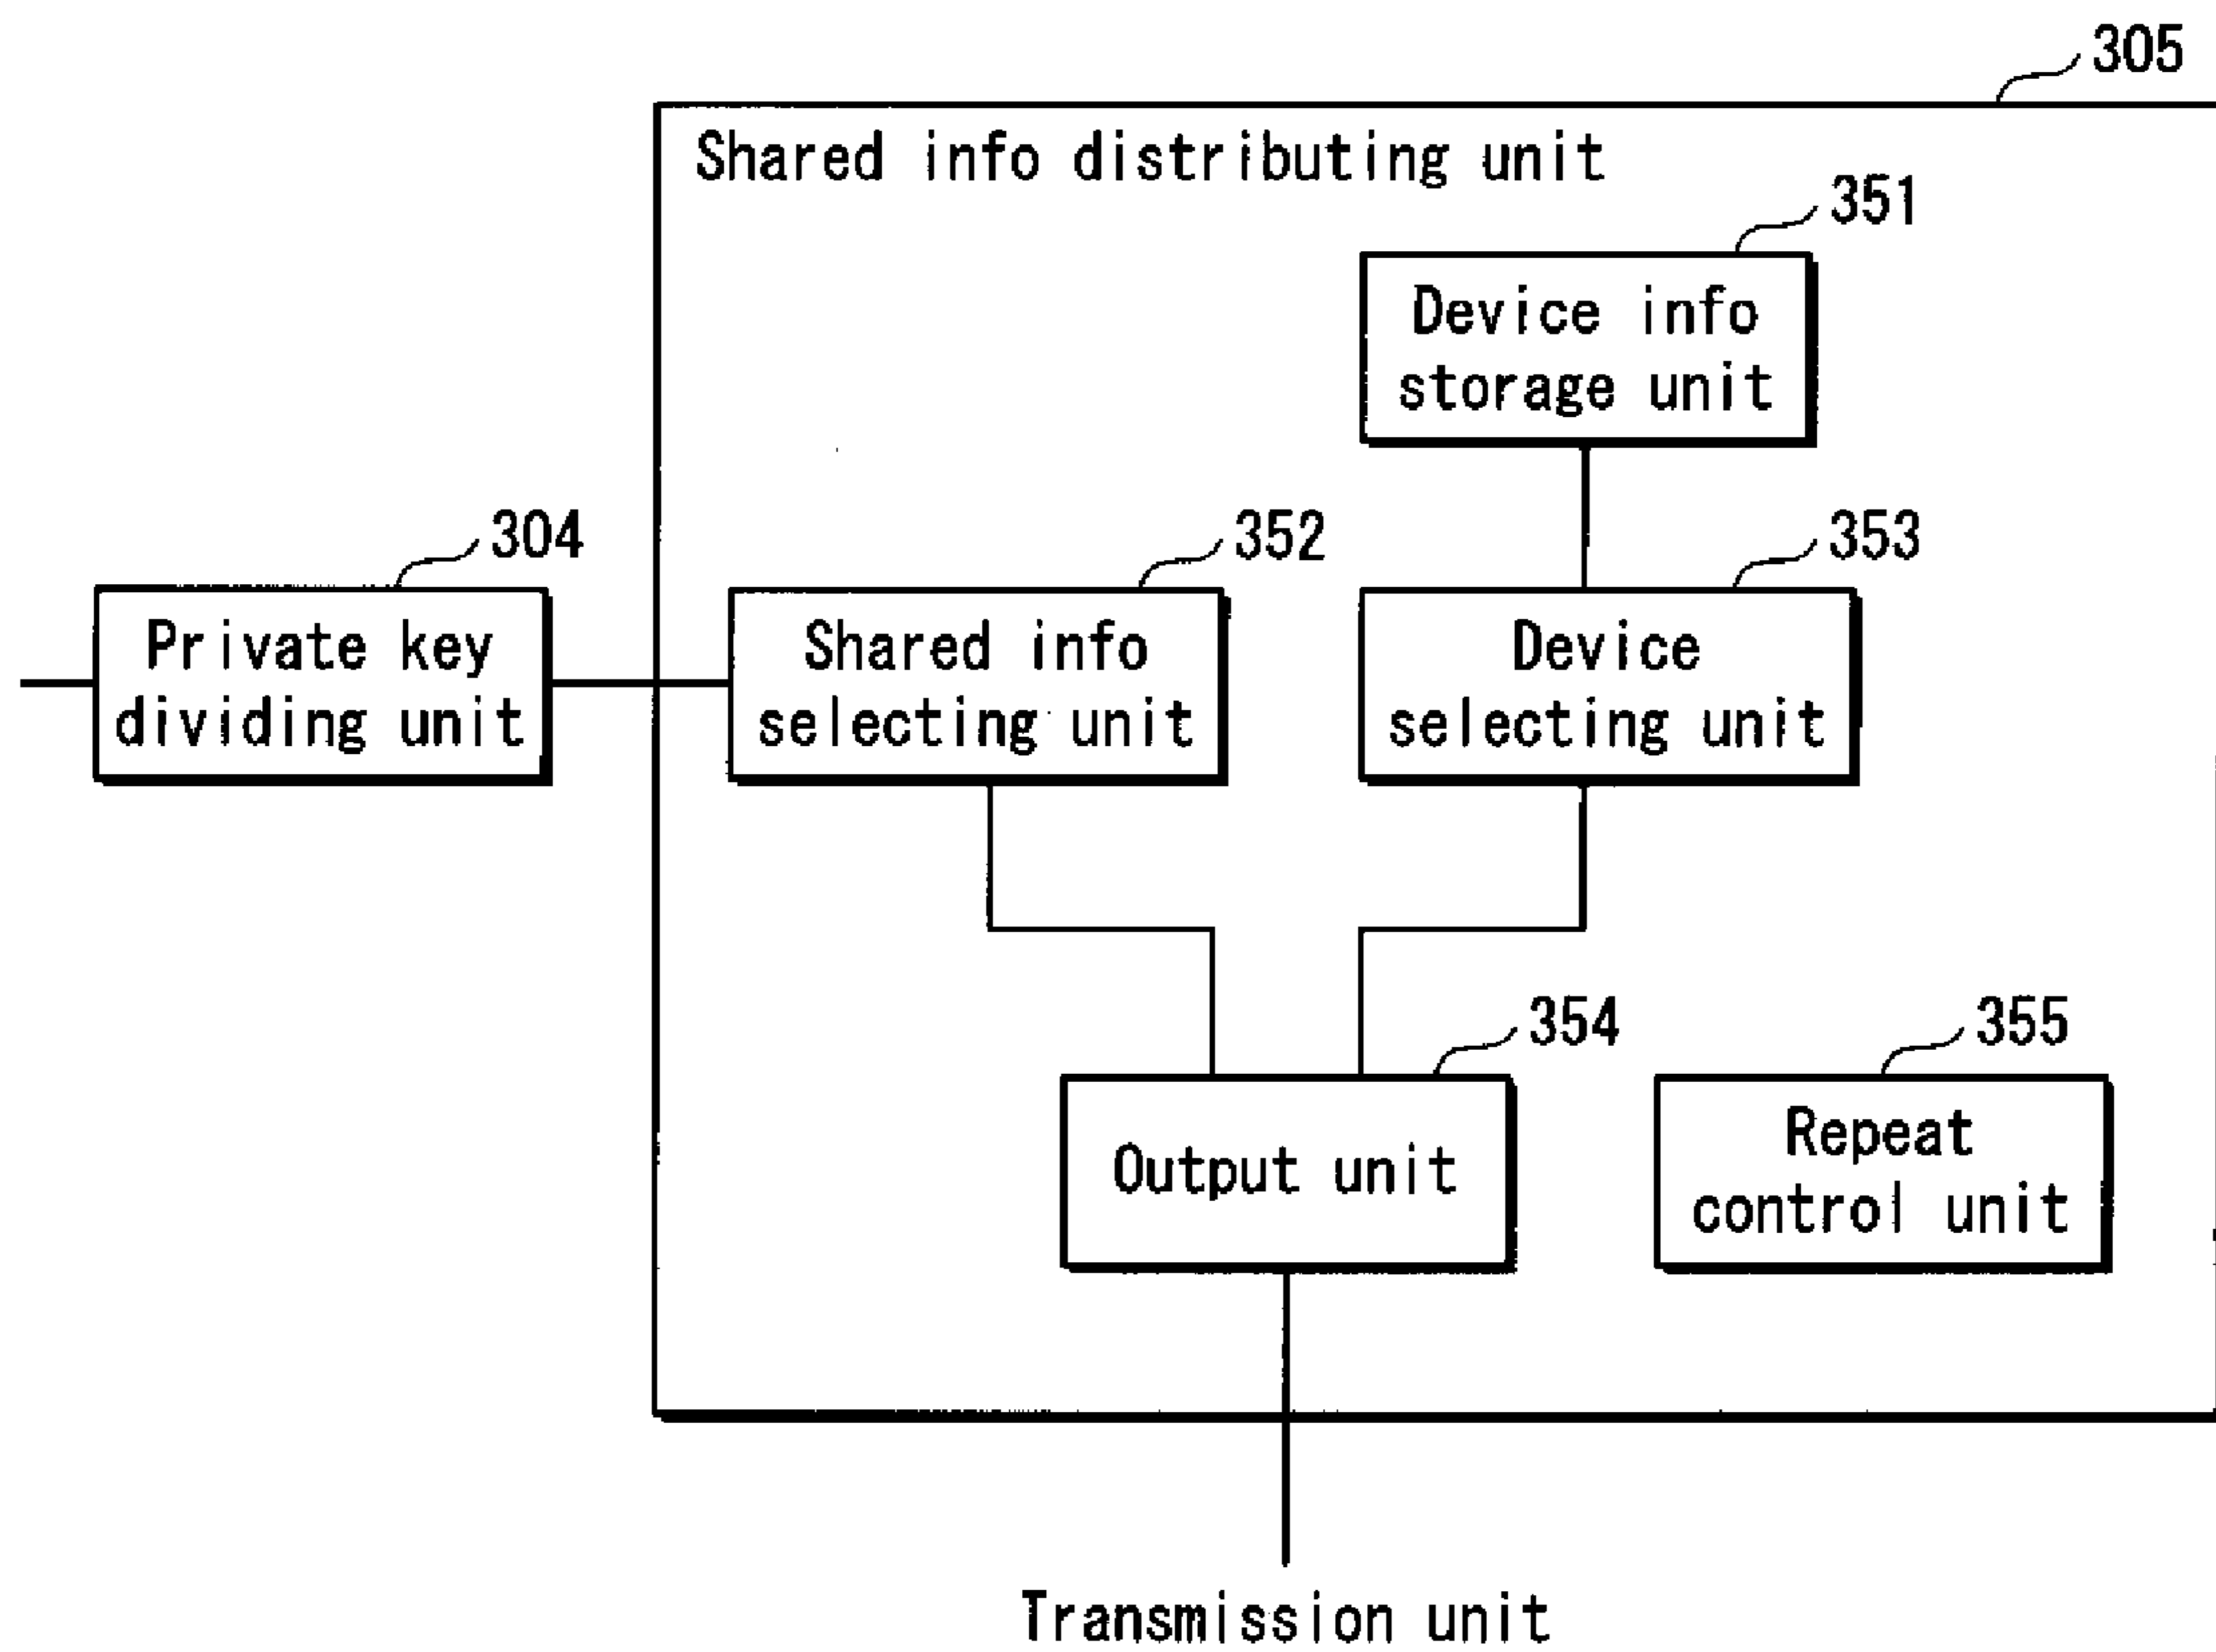 305
Shared info distributing unit
351
Device info
storage unit
304
352
353
Private key
dividing unit
Shared info
selecting unit
Device
selecting unit
354
355
Output unit
Repeat
control unit
Transmission unit